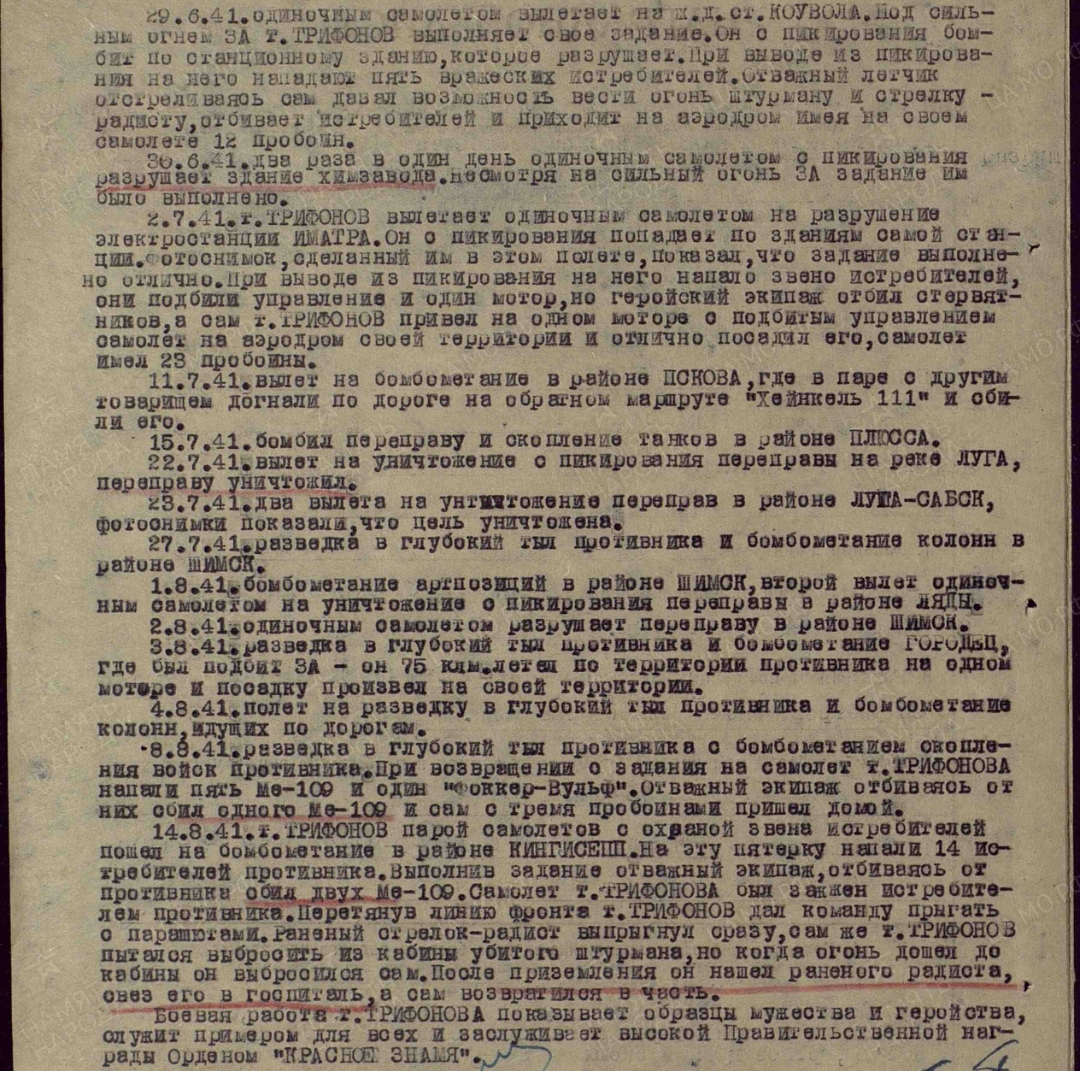 29.6.41.одиночным самолетом вылетает на ж.д.ст.КОУВОЛА.Под силь-
ным огнем ЗА т.ТРИФОНОВ выполняет свое задание.Он с пикирования бом-
бит по станционному зданию,которое разрушает.При выводе из пикирова-
ния на него нападают пять вражеских истребителей.Отважный летчик
отстреливаясь сам давал возможность вести огонь штурману и стрелку -
радисту,отбивает истребителей и приходит на аэродром имея на своем
самолете 12 пробоин.
30.6.41.два раза в один день одиночным самолетом с пикирования
разрушает здание химзавода.Несмотря на сильный огонь ЗА задание им
было выполнено.
2.7.41.т.ТРИФОНОВ вылетает одиночным самолетом на разрушение
электростанции ИМАТРА.Он с пикирования попадает по зданиям самой стан-
ции.Фотоснимок,сделанный им в этом полете,показал,что задание выполне-
но отлично.При выводе из пикирования на него напало звено истребителей,
они подбили управление и один мотор,но геройский экипаж отбил стервят-
ников,а сам т.ТРИФОНОВ привел на одном моторе с подбитым управлением
самолет на аэродром своей территории и отлично посадил его,самолет
имел 23 пробоины.
11.7.41.вылет на бомбометание в районе ПСКОВА,где в паре с другим
товарищем догнали по дороге на обратном маршруте "Хейнкель 111" и сби-
ли его.
15.7.41.бомбил переправу и скопление танков в районе ПЛЮССА.
22.7.41.вылет на уничтожение с пикирования переправы на реке ЛУГА,
переправу уничтожил.
23.7.41.два вылета на унтичтожение переправ в районе ЛУГА-САБСК,
фотоснимки показали,что цель уничтожена.
27.7.41.разведка в глубокий тыл противника и бомбометание колонн в
районе ШИМСК.
1.8.41.бомбометание артпозиций в районе ШИМСК,второй вылет одиноч-
ным самолетом на уничтожение с пикирования переправы в районе ЛЯДЫ.
2.8.41.одиночным самолетом разрушает переправу в районе ШИМСК.
3.8.41.разведка в глубокий тыл противника и бомбометание ГОРОДЕЦ,
где был подбит ЗА - он 75 клм.летел по территории противника на одном
моторе и посадку произвел на своей территории.
4.8.41.полет на разведку в глубокий тыл противника и бомбометание
колонн,идущих по дорогам.
8.8.41.разведка в глубокий тыл противника с бомбометанием скопле-
ния войск противника.При возвращении с задания на самолет т.ТРИФОНОВА
напали пять Ме-109 и один "Фоккер-Вульф".Отважный экипаж отбиваясь от
них сбил одного Ме-109 и сам с тремя пробоинами пришел домой.
14.8.41.т.ТРИФОНОВ парой самолетов с охраной звена истребителей
пошел на бомбометание в районе КИНГИСЕПП.На эту пятерку напали 14 ис-
требителей противника.Выполнив задание отважный экипаж,отбиваясь от
противника сбил двух Ме-109.Самолет т.ТРИФОНОВА был зажжен истребите-
лем противника.Перетянув линию фронта т.ТРИФОНОВ дал команду прыгать
с парашютами.Раненый стрелок-радист выпрыгнул сразу,сам же т.ТРИФОНОВ
пытался выбросить из кабины убитого штурмана,но когда огонь дошел до
кабины он выбросился сам.После приземления он нашел раненого радиста,
свез его в госпиталь,а сам возвратился в часть.
Боевая работа т.ТРИФОНОВА показывает образцы мужества и геройства,
служит примером для всех и заслуживает высокой Правительственной наг-
рады Орденом "КРАСНОЕ ЗНАМЯ".